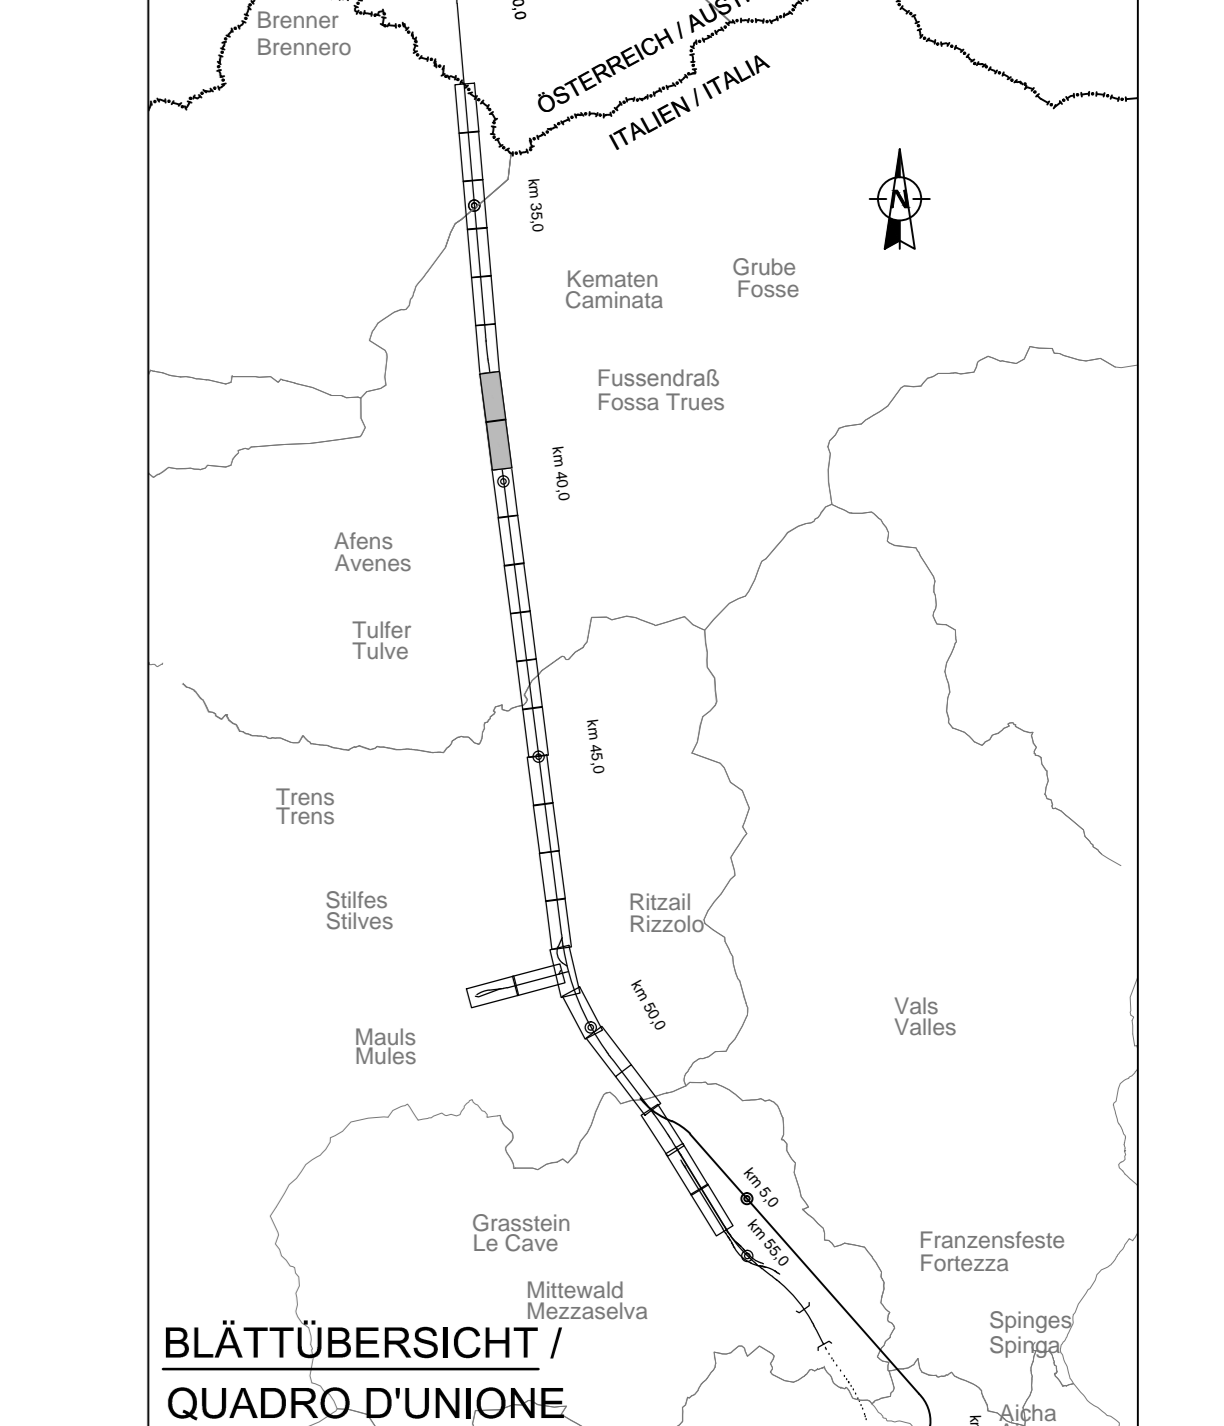 Brenner
Brennero
0,0
ÖSTERREICH /
ITALIEN / ITALIA
km 35,0
N
Kematen
Caminata
Grube
Fosse
Fussendraß
Fossa Trues
km 40,0
Afens
Avenes
Tulfer
Tulve
km 45,0
Trens
Trens
Stilfes
Stilves
Ritzail
Rizzolo
km 50,0
Vals
Valles
Mauls
Mules
km 5,0
km 55,0
Grasstein
Le Cave
Franzensfeste
Fortezza
Mittewald
Mezzaselva
Spinges
Spinga
BLÄTTÜBERSICHT /
QUADRO D'UNIONE
Aicha